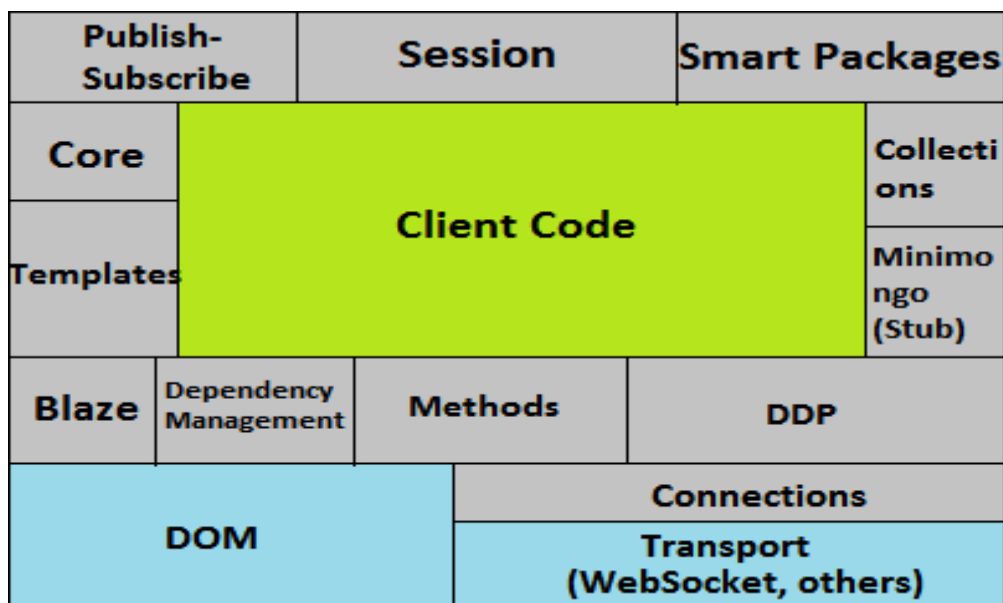 Publish-
Subscribe
Session
Smart Packages
Core
Client Code
Collecti
ons
Templates
Minimo
ngo
(Stub)
Blaze
Dependency
Management
Methods
DDP
DOM
Connections
Transport
(WebSocket, others)